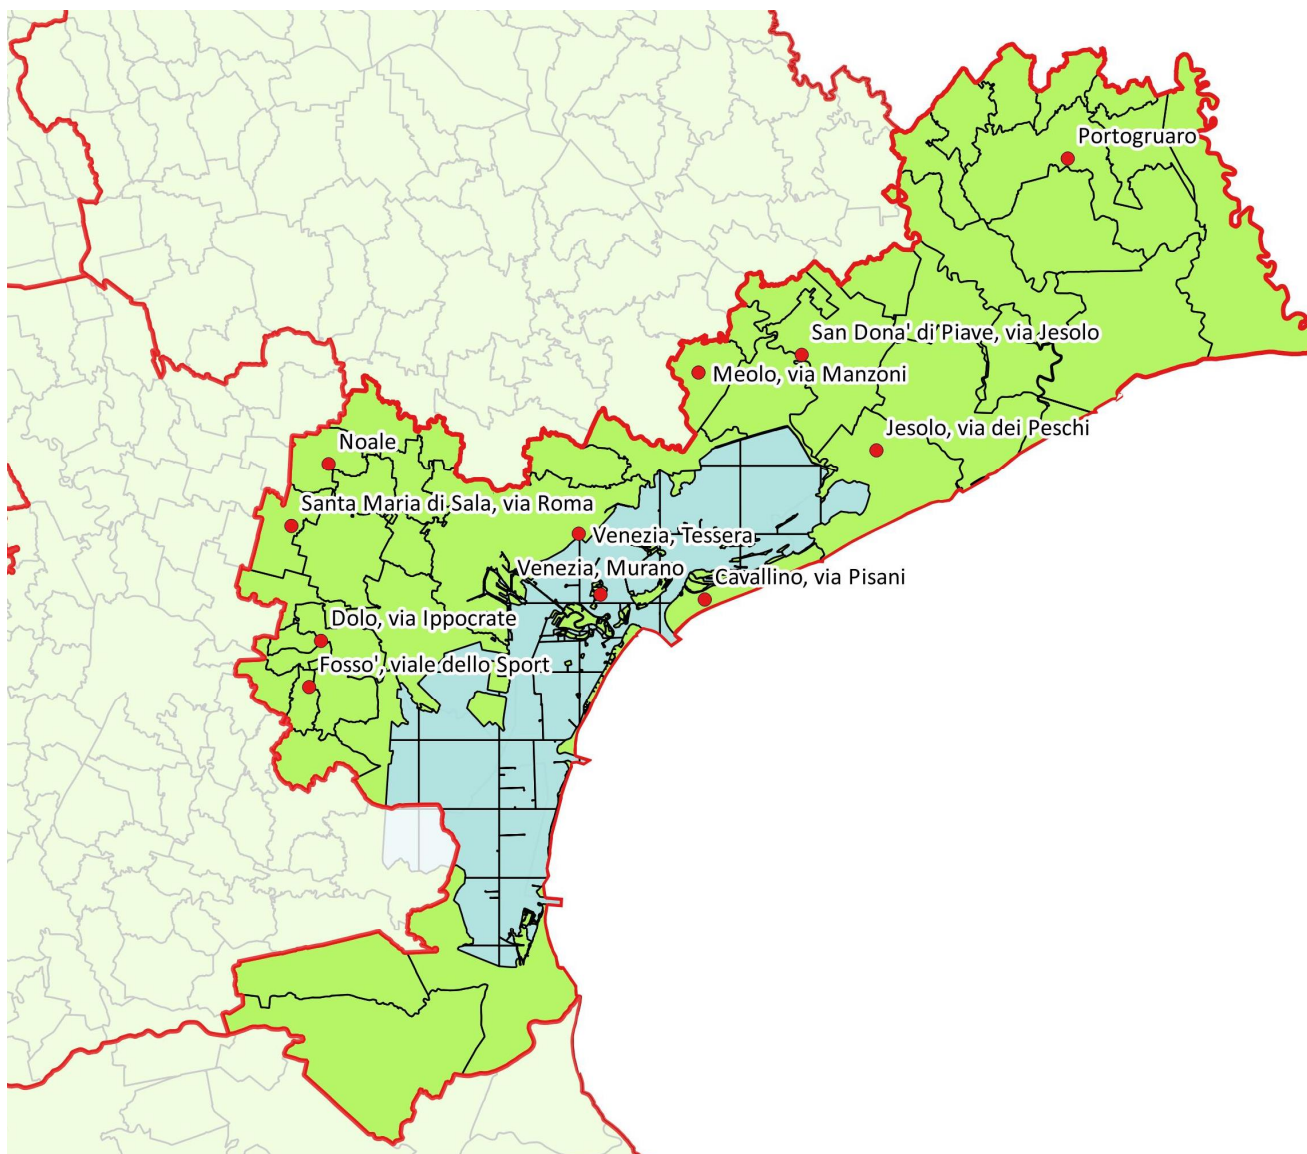 Portogruaro
San Dona' di Piave, via Jesolo
Meolo, via Manzoni
Jesolo, via dei Peschi
Noale
Santa Maria di Sala, via Roma
Venezia, Tessera
Venezia, Murano
Cavallino, via Pisani
Dolo, via Ippocrate
Fosso', viale dello Sport